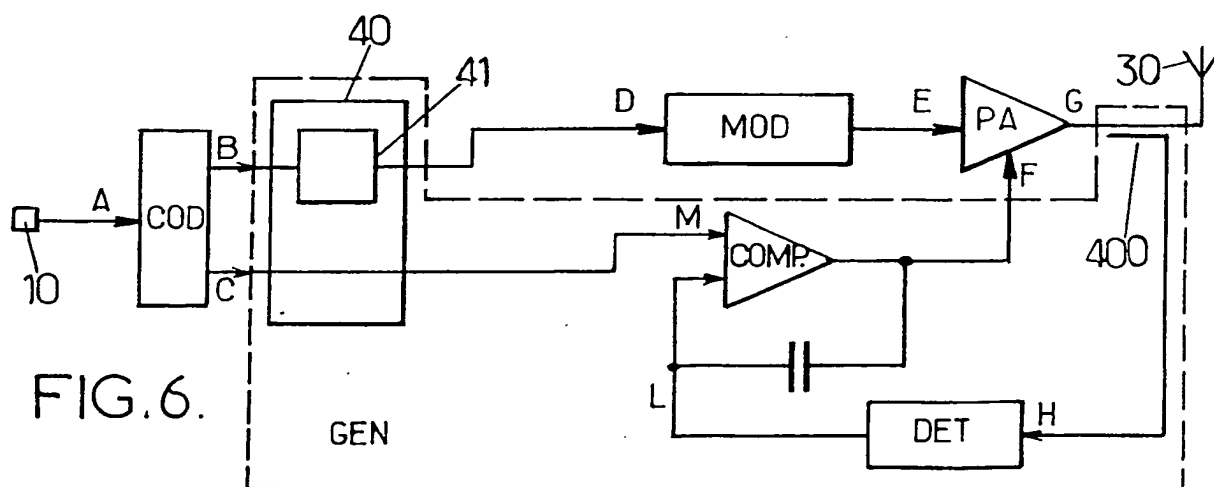 40
41
30
D
MOD
E
PA
G
B
F
A
COD
M
COMP.
400
10
C
FIG.6.
L
GEN
DET
H